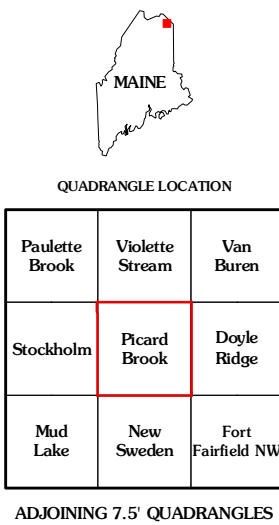 MAINE
QUADRANGLE LOCATION
Paulette
Brook
Violette
Stream
Van
Buren
Stockholm
Picard
Brook
Doyle
Ridge
Mud
Lake
New
Sweden
Fort
Fairfield NW
ADJOINING 7.5' QUADRANGLES